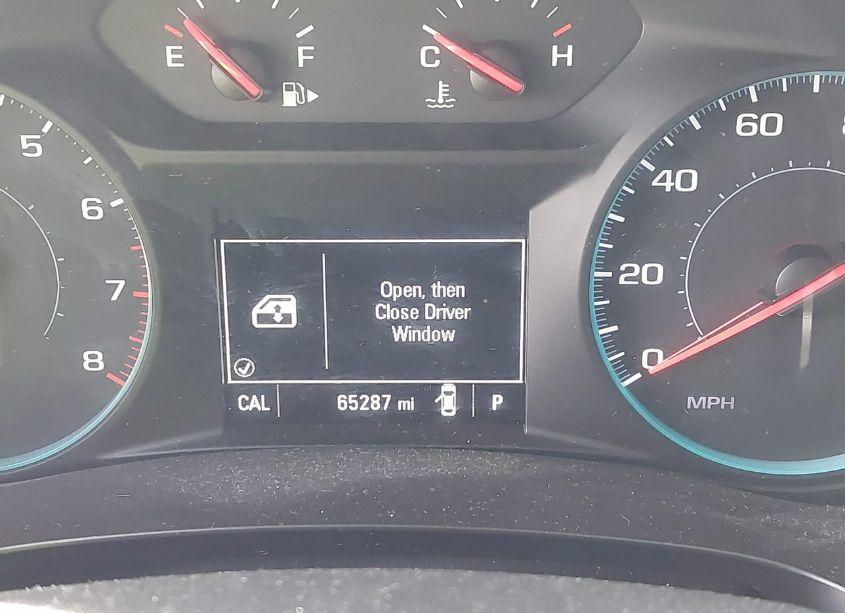 E F
C H
5
6
7
8
60
40
20
0
MPH
Open, then
Close Driver
Window
CAL 65287 mi P